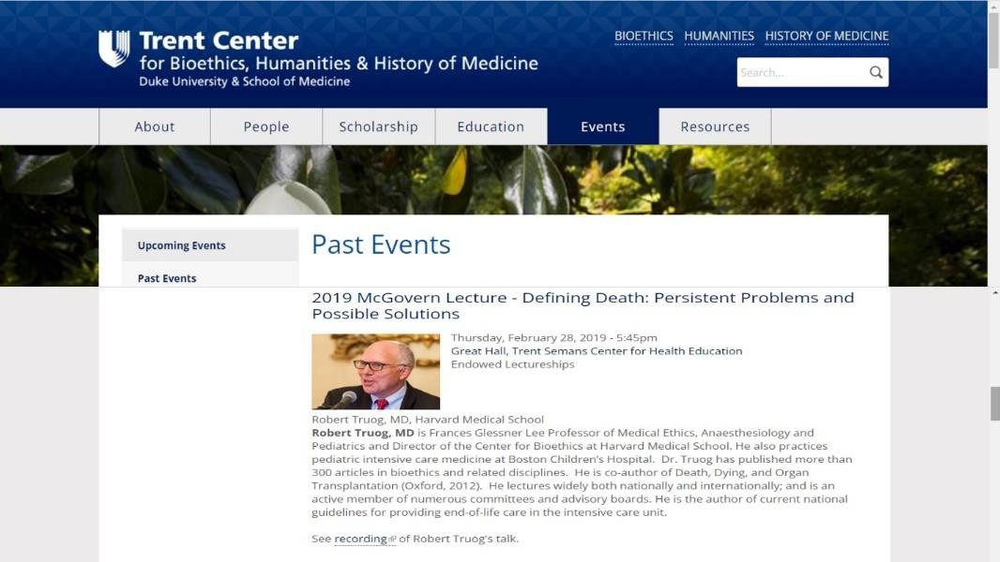 Trent Center
for Bioethics, Humanities & History of Medicine
Duke University & School of Medicine
BIOETHICS HUMANITIES HISTORY OF MEDICINE
Search...
About People Scholarship Education Events Resources
Upcoming Events
Past Events
Past Events
2019 McGovern Lecture - Defining Death: Persistent Problems and
Possible Solutions
Thursday, February 28, 2019 - 5:45pm
Great Hall, Trent Semans Center for Health Education
Endowed Lectureships
Robert Truog, MD, Harvard Medical School
Robert Truog, MD is Frances Glessner Lee Professor of Medical Ethics, Anaesthesiology and
Pediatrics and Director of the Center for Bioethics at Harvard Medical School. He also practices
pediatric intensive care medicine at Boston Children's Hospital. Dr. Truog has published more than
300 articles in bioethics and related disciplines. He is co-author of Death, Dying, and Organ
Transplantation (Oxford, 2012). He lectures widely both nationally and internationally; and is an
active member of numerous committees and advisory boards. He is the author of current national
guidelines for providing end-of-life care in the intensive care unit.
See recording of Robert Truog's talk.